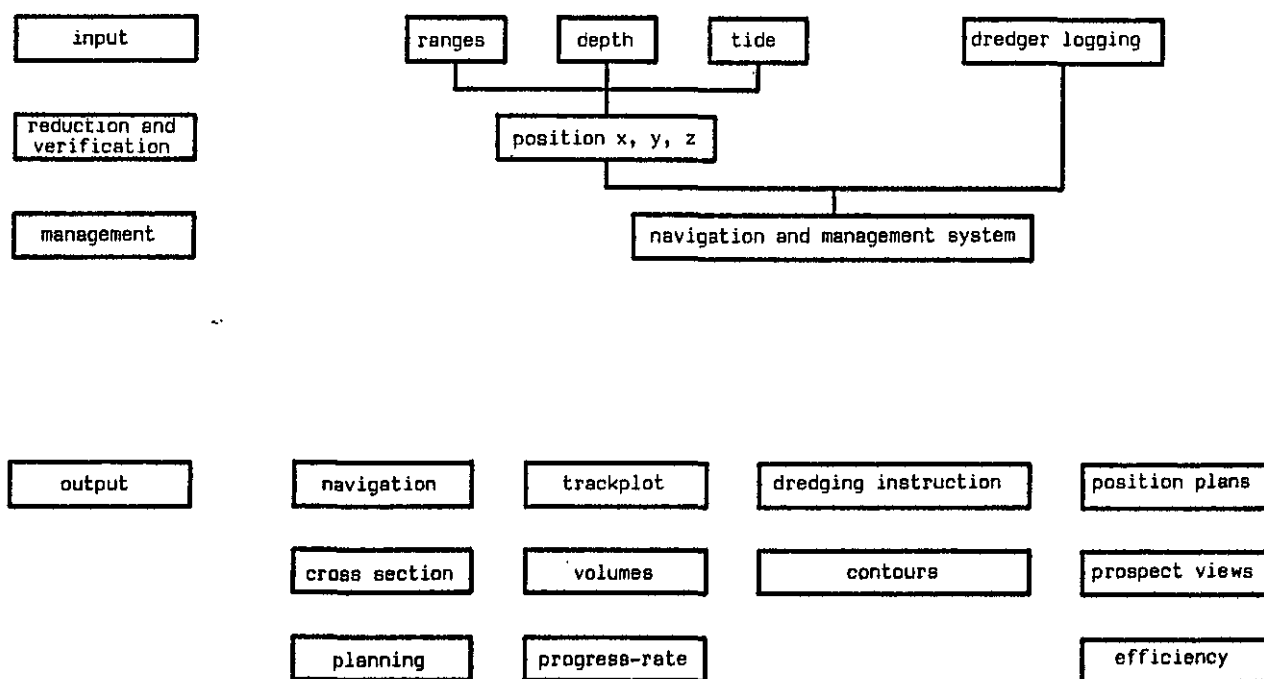 input
ranges
depth
tide
dredger logging
reduction and
verification
position x, y, z
management
navigation and management system
output
navigation
trackplot
dredging instruction
position plans
cross section
volumes
contours
prospect views
planning
progress-rate
efficiency